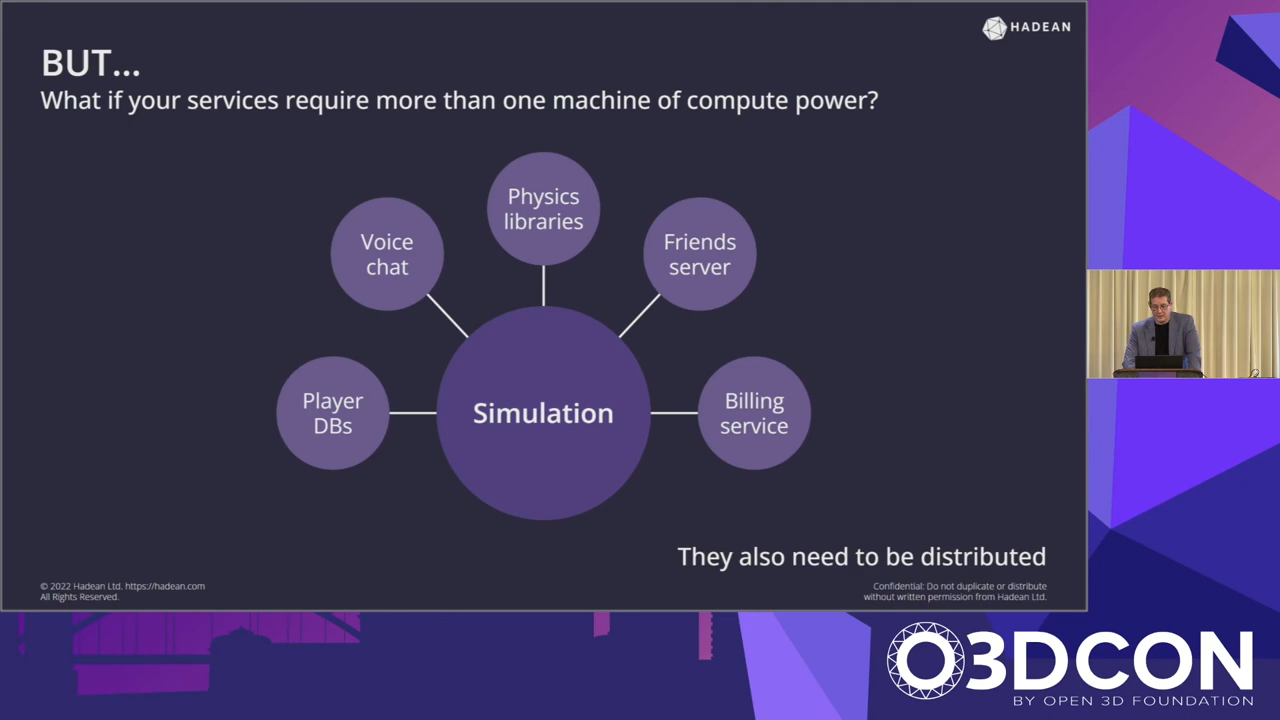 HADEAN
BUT...
What if your services require more than one machine of compute power?
Physics
libraries
Voice
chat
Friends
server
Player
DBs
Simulation
Billing
service
They also need to be distributed
© 2022 Hadean Ltd. https://hadean.com
All Rights Reserved.
Confidential: Do not duplicate or distribute
without written permission from Hadean Ltd.
O3DCON
BY OPEN 3D FOUNDATION